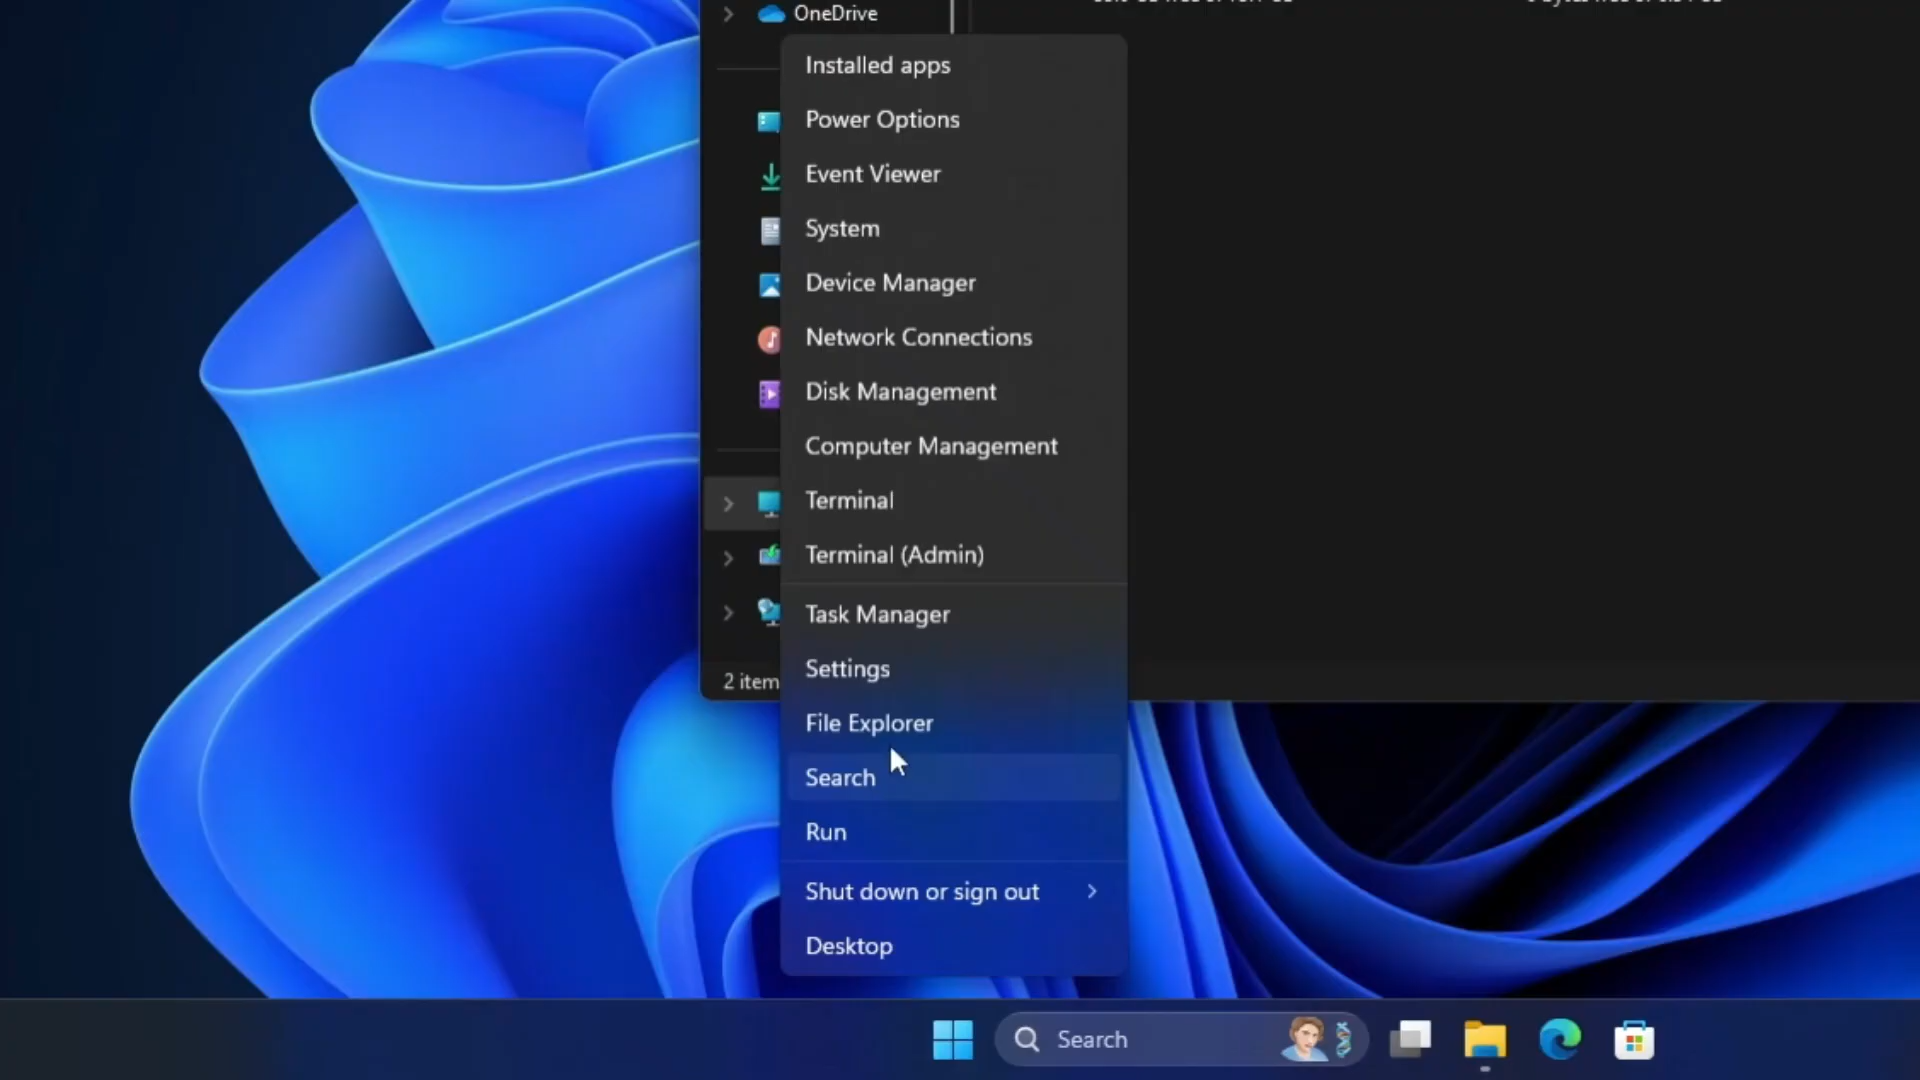 OneDrive
Installed apps
Power Options
Event Viewer
System
Device Manager
Network Connections
Disk Management
Computer Management
Terminal
Terminal (Admin)
Task Manager
Settings
2 item
File Explorer
Search
Run
Shut down or sign out
Desktop
Search